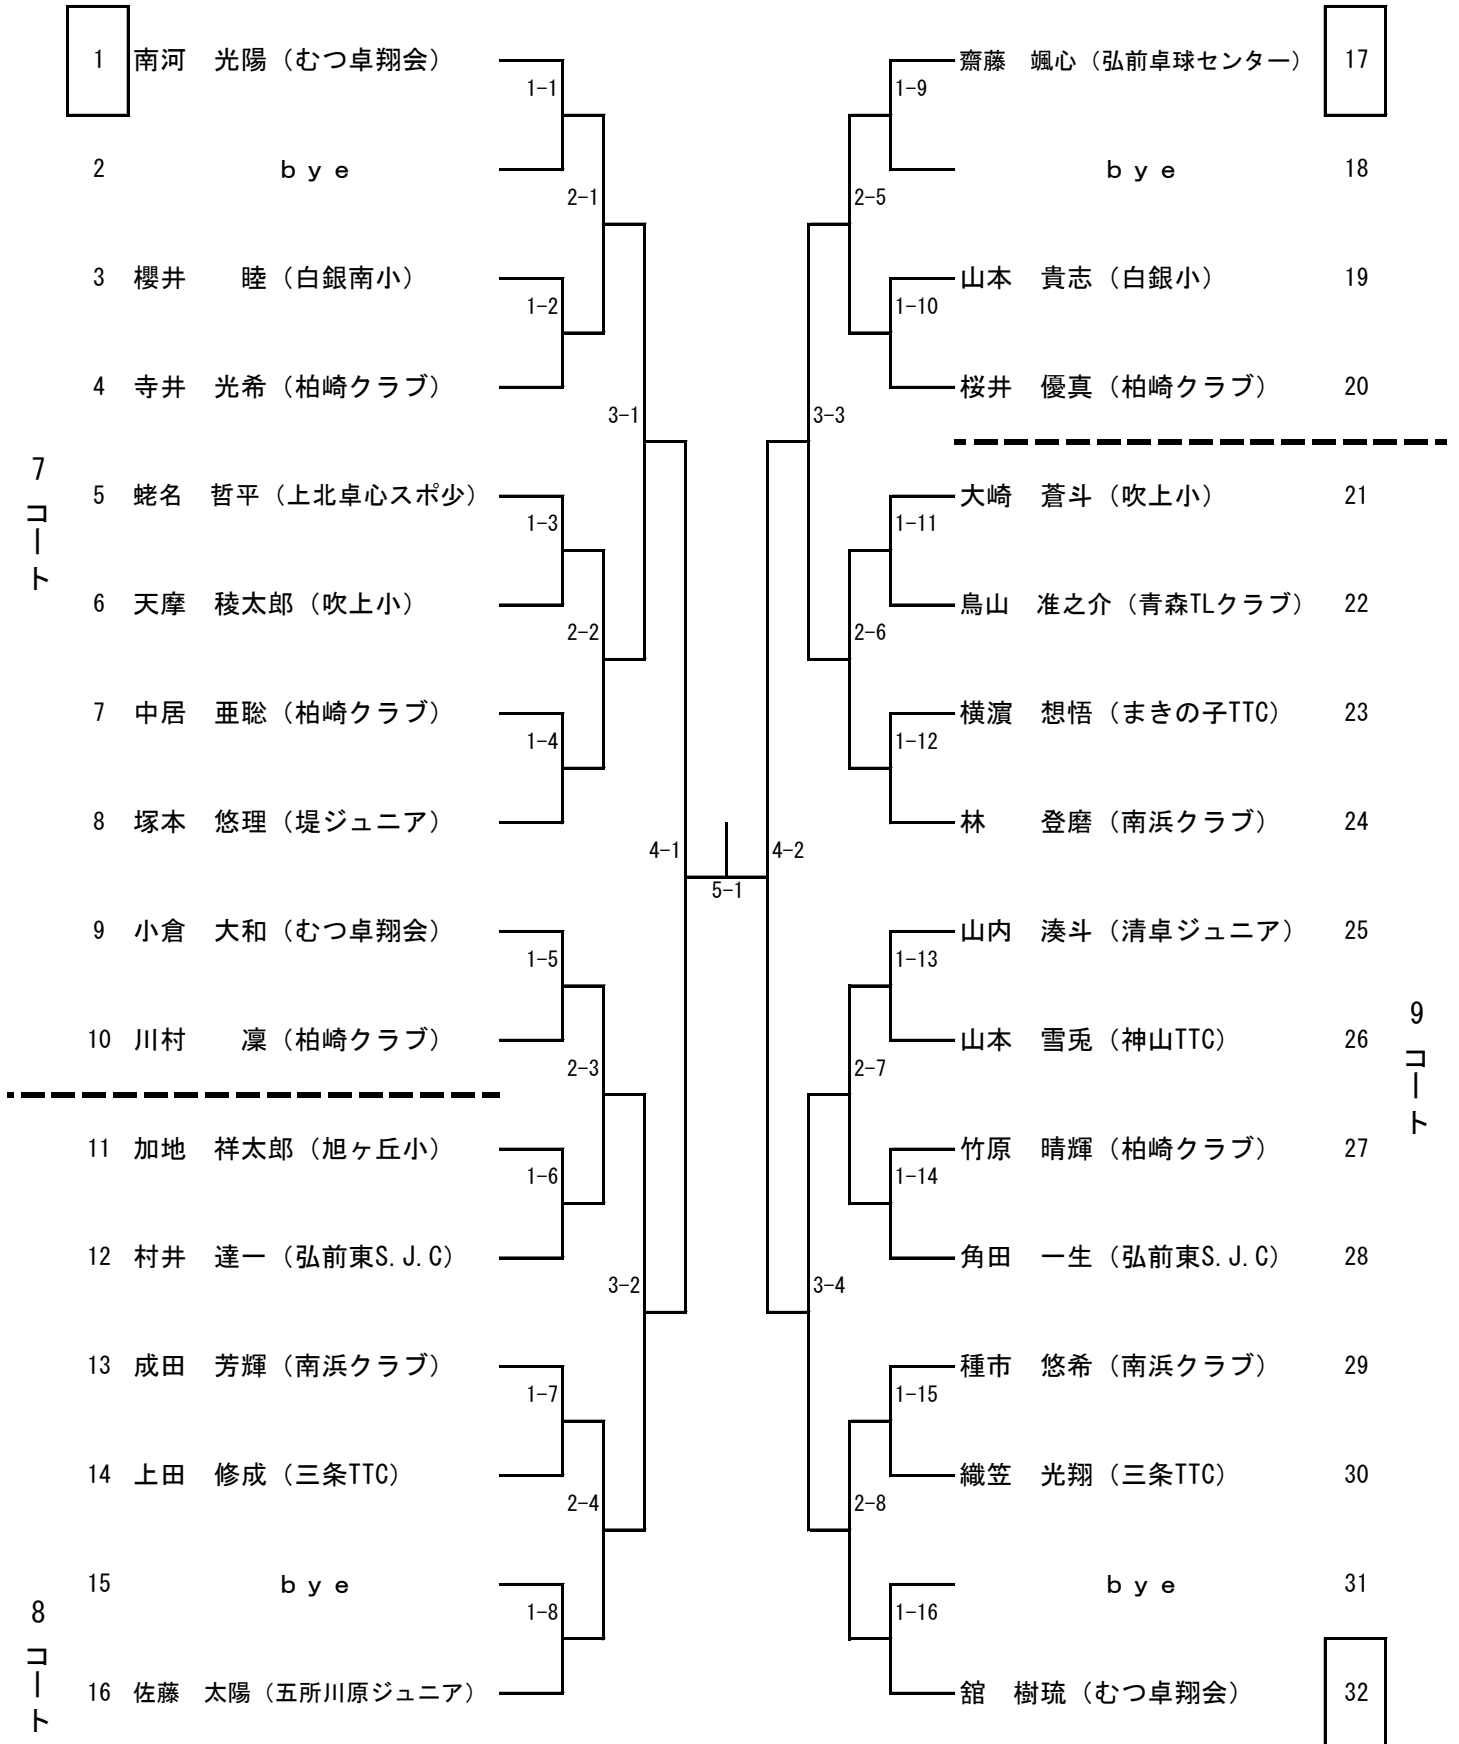 1 南河 光陽（むつ卓翔会）
1-1
2 bye
2-1
3 櫻井 睦（白銀南小）
1-2
4 寺井 光希（柏崎クラブ）
3-1
7コート
5 蛯名 哲平（上北卓心スポ少）
1-3
6 天摩 稜太郎（吹上小）
2-2
7 中居 亜聡（柏崎クラブ）
1-4
8 塚本 悠理（堤ジュニア）
4-1
9 小倉 大和（むつ卓翔会）
1-5
10 川村 凜（柏崎クラブ）
2-3
11 加地 祥太郎（旭ヶ丘小）
1-6
12 村井 達一（弘前東S.J.C）
3-2
13 成田 芳輝（南浜クラブ）
1-7
14 上田 修成（三条TTC）
2-4
15 bye
1-8
8コート
16 佐藤 太陽（五所川原ジュニア）
5-1
齋藤 颯心（弘前卓球センター） 17
1-9
bye 18
2-5
山本 貴志（白銀小） 19
1-10
桜井 優真（柏崎クラブ） 20
3-3
大崎 蒼斗（吹上小） 21
1-11
鳥山 准之介（青森TLクラブ） 22
2-6
横濵 想悟（まきの子TTC） 23
1-12
林 登磨（南浜クラブ） 24
4-2
山内 湊斗（清卓ジュニア） 25
1-13
山本 雪兎（神山TTC） 26
9コート
2-7
竹原 晴輝（柏崎クラブ） 27
1-14
角田 一生（弘前東S.J.C） 28
3-4
種市 悠希（南浜クラブ） 29
1-15
織笠 光翔（三条TTC） 30
2-8
bye 31
1-16
舘 樹琉（むつ卓翔会） 32